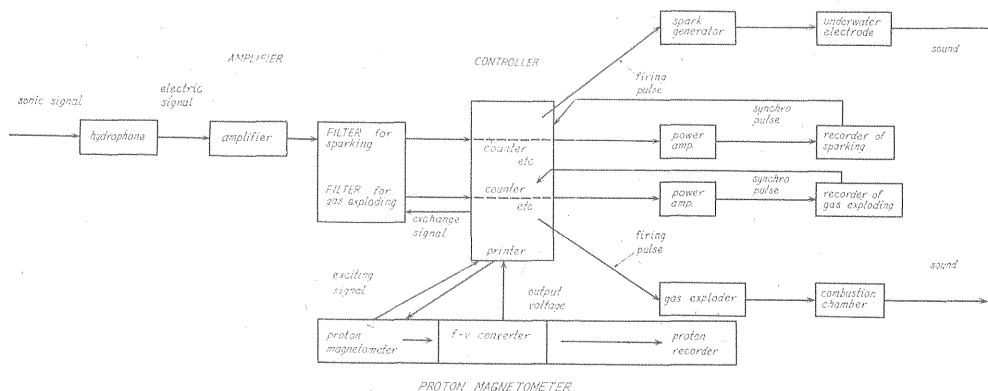 spark
generator
underwater
electrode
sound
AMPLIFIER
CONTROLLER
firing
pulse
sonic signal
electric
signal
hydrophone
amplifier
FILTER for
sparking
FILTER for
gas exploding
exchange
signal
counter
etc
counter
etc.
printer
synchro
pulse
power
amp.
recorder of
sparking
synchro
pulse
power
amp.
recorder of
gas exploding
firing
pulse
sound
gas exploder
combustion
chamber
exciting
signal
output
voltage
proton
magnetometer
f-v converter
proton
recorder
PROTON MAGNETOMETER